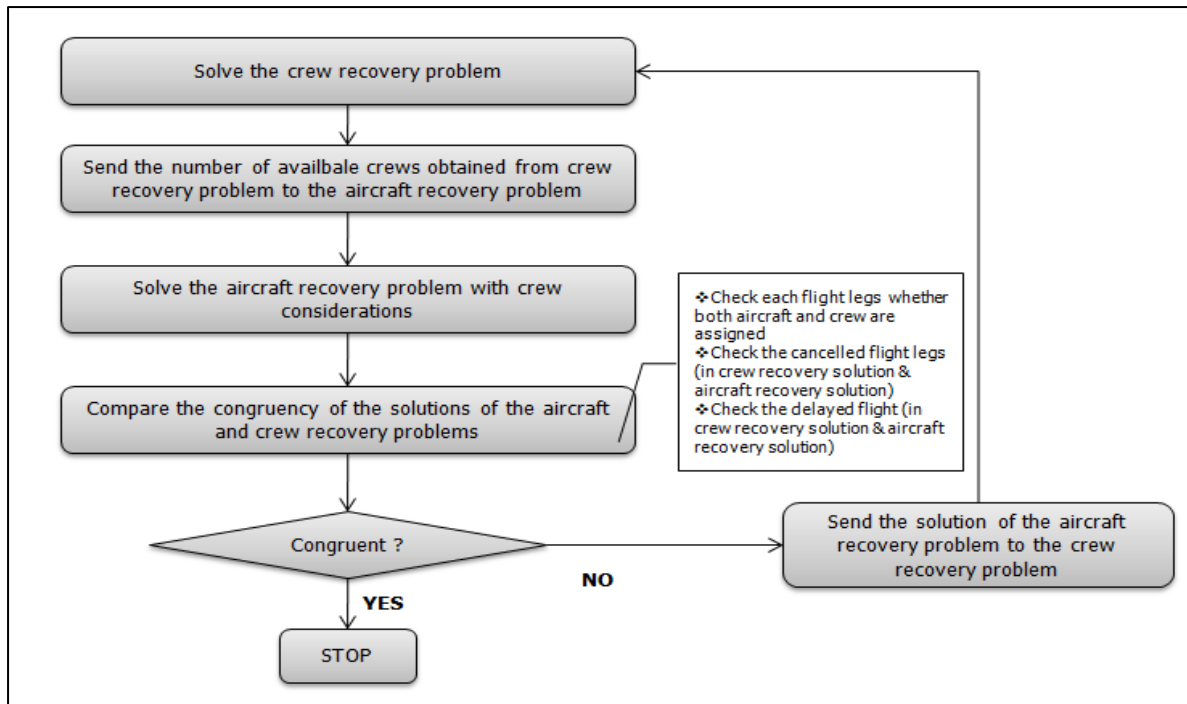 Solve the crew recovery problem
Send the number of availbale crews obtained from crew
recovery problem to the aircraft recovery problem
Solve the aircraft recovery problem with crew
considerations
Compare the congruency of the solutions of the aircraft
and crew recovery problems
❖Check each flight legs whether
both aircraft and crew are
assigned
❖Check the cancelled flight legs
(in crew recovery solution &
aircraft recovery solution)
❖Check the delayed flight (in
crew recovery solution & aircraft
recovery solution)
Congruent ?
NO
Send the solution of the aircraft
recovery problem to the crew
recovery problem
YES
STOP